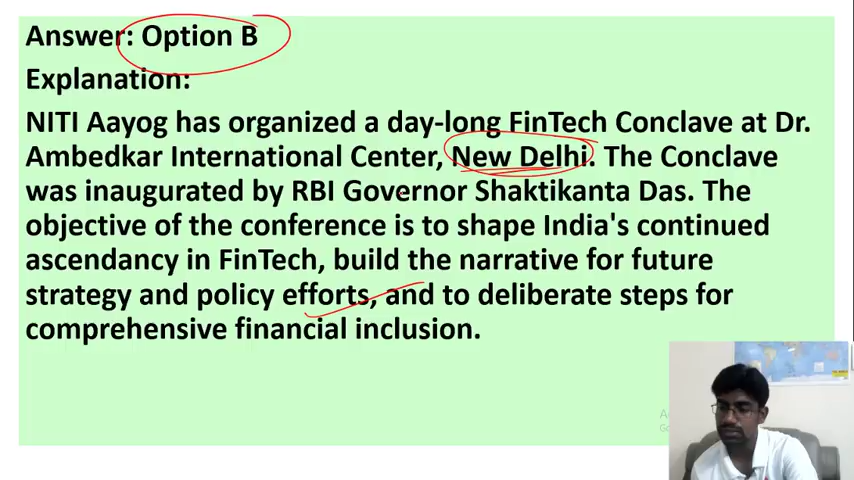 Answer: Option B
Explanation:
NITI Aayog has organized a day-long FinTech Conclave at Dr.
Ambedkar International Center, New Delhi. The Conclave
was inaugurated by RBI Governor Shaktikanta Das. The
objective of the conference is to shape India's continued
ascendancy in FinTech, build the narrative for future
strategy and policy efforts, and to deliberate steps for
comprehensive financial inclusion.